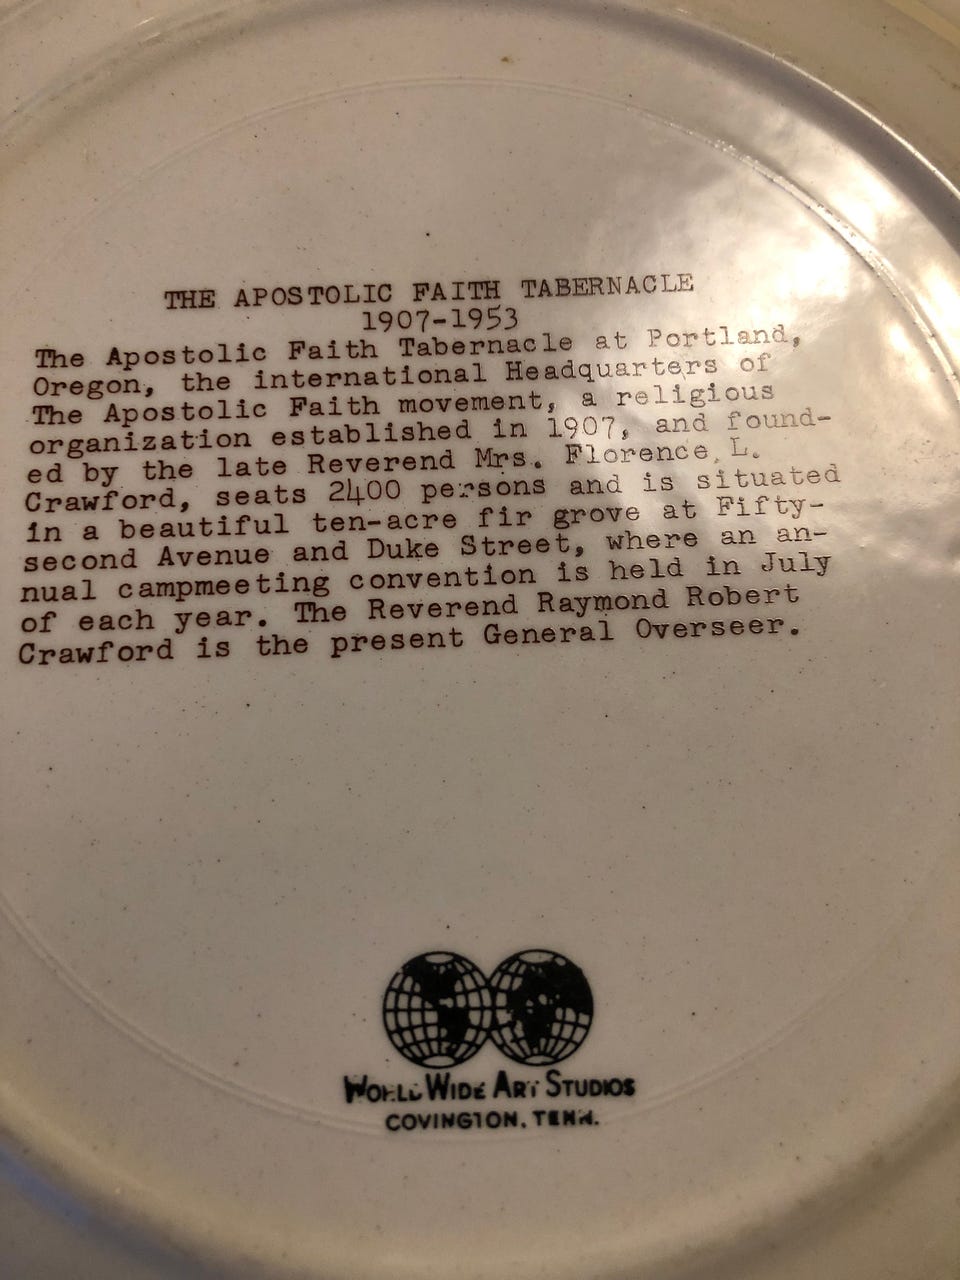 THE APOSTOLIC FAITH TABERNACLE
1907-1953
The Apostolic Faith Tabernacle at Portland,
Oregon, the international Headquarters of
The Apostolic Faith movement, a religious
organization established in 1907, and found-
ed by the late Reverend Mrs. Florence L.
Crawford, seats 2400 persons and is situated
in a beautiful ten-acre fir grove at Fifty-
second Avenue and Duke Street, where an an-
nual campmeeting convention is held in July
of each year. The Reverend Raymond Robert
Crawford is the present General Overseer.
WORLD WIDE ART STUDIOS
COVINGTON, TENN.